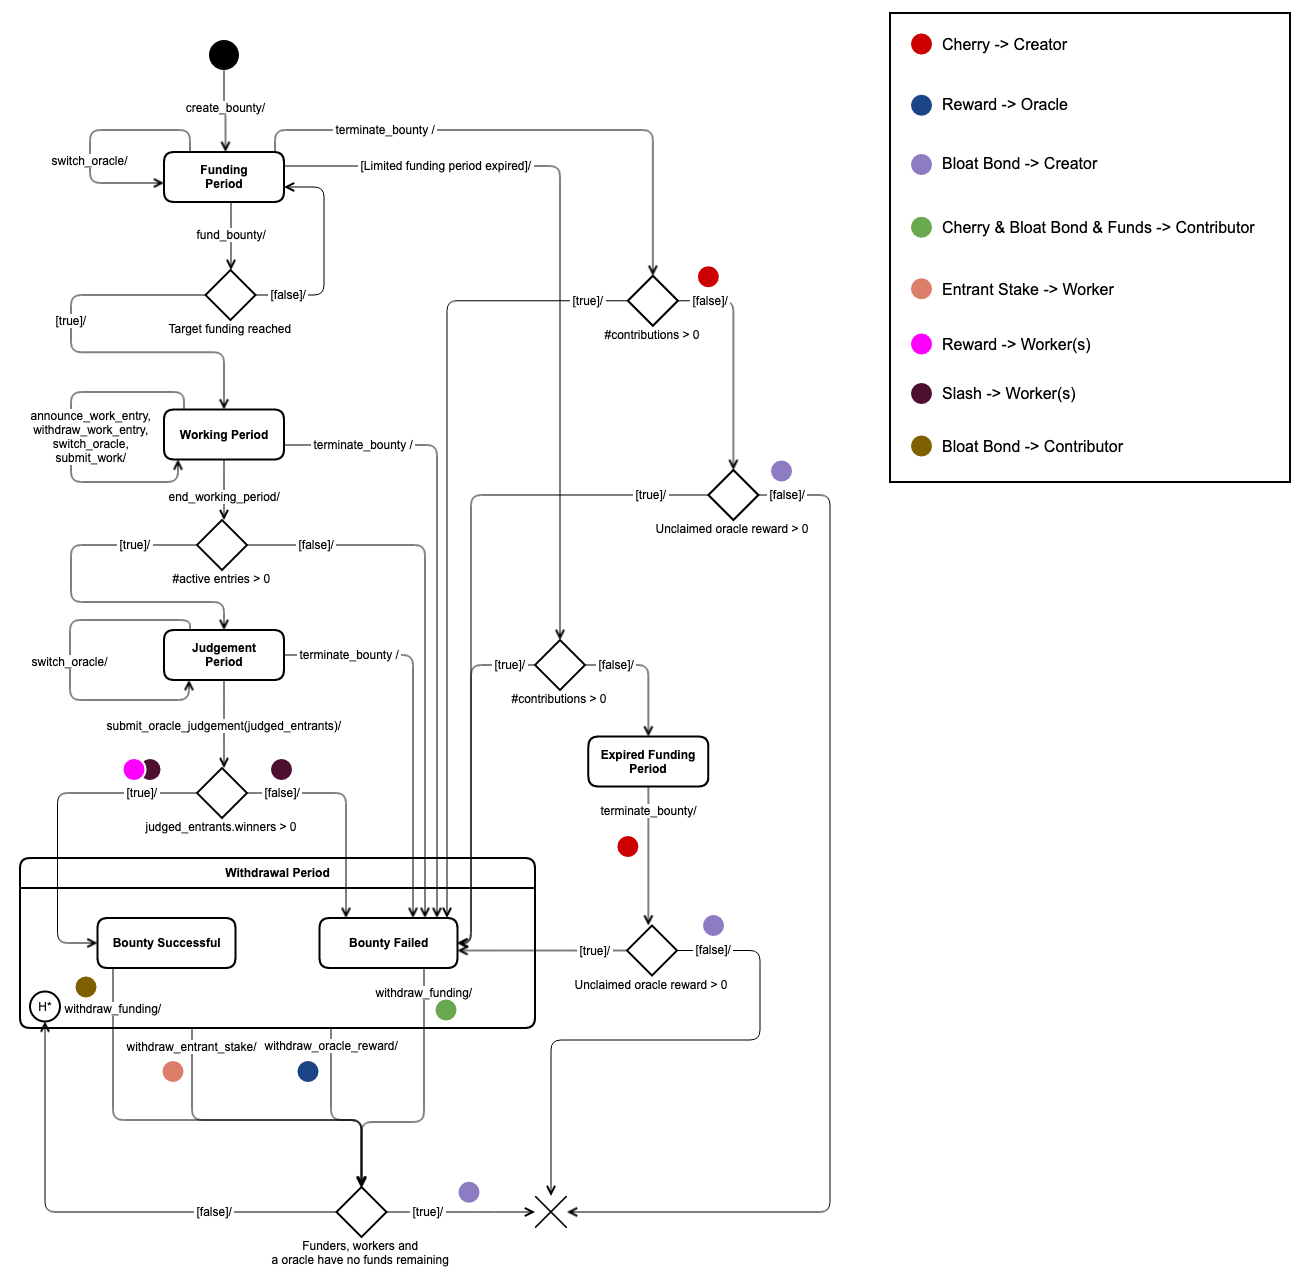 create_bounty/
switch_oracle/
Funding
Period
terminate_bounty /
[Limited funding period expired]/
fund_bounty/
[false]/
Target funding reached
[true]/
[true]/
[false]/
#contributions > 0
announce_work_entry,
withdraw_work_entry,
switch_oracle,
submit_work/
Working Period
terminate_bounty /
end_working_period/
[true]/
[false]/
#active entries > 0
[true]/
[false]/
Unclaimed oracle reward > 0
switch_oracle/
Judgement
Period
terminate_bounty /
[true]/
[false]/
#contributions > 0
submit_oracle_judgement(judged_entrants)/
[true]/
[false]/
judged_entrants.winners > 0
Expired Funding
Period
terminate_bounty/
Withdrawal Period
Bounty Successful
Bounty Failed
[true]/
[false]/
Unclaimed oracle reward > 0
H*
withdraw_funding/
withdraw_funding/
withdraw_entrant_stake/
withdraw_oracle_reward/
[false]/
[true]/
Funders, workers and
a oracle have no funds remaining
Cherry -> Creator
Reward -> Oracle
Bloat Bond -> Creator
Cherry & Bloat Bond & Funds -> Contributor
Entrant Stake -> Worker
Reward -> Worker(s)
Slash -> Worker(s)
Bloat Bond -> Contributor